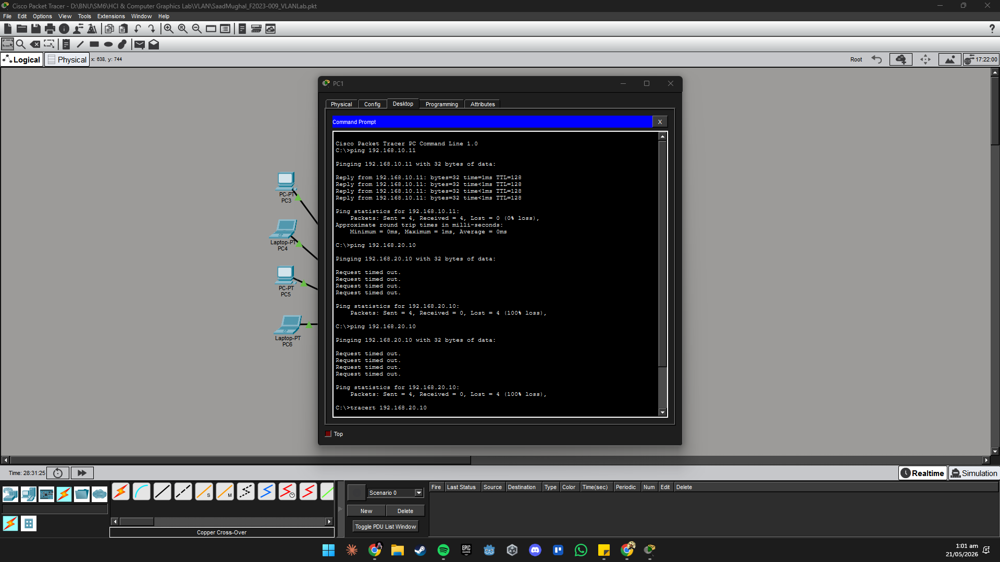 Cisco Packet Tracer - D:\BNU\SM6\HCI & Computer Graphics Lab\VLAN\SaadMughal_F2023-009_VLANLab.pkt
File Edit Options View Tools Extensions Window Help
?
Logical Physical x: 638, y: 744 Root 17:22:00
PC1
Physical Config Desktop Programming Attributes
Command Prompt X
Cisco Packet Tracer PC Command Line 1.0
C:\>ping 192.168.10.11
Pinging 192.168.10.11 with 32 bytes of data:
Reply from 192.168.10.11: bytes=32 time=1ms TTL=128
Reply from 192.168.10.11: bytes=32 time<1ms TTL=128
Reply from 192.168.10.11: bytes=32 time<1ms TTL=128
Reply from 192.168.10.11: bytes=32 time<1ms TTL=128
Ping statistics for 192.168.10.11:
Packets: Sent = 4, Received = 4, Lost = 0 (0% loss),
Approximate round trip times in milli-seconds:
Minimum = 0ms, Maximum = 1ms, Average = 0ms
C:\>ping 192.168.20.10
Pinging 192.168.20.10 with 32 bytes of data:
Request timed out.
Request timed out.
Request timed out.
Request timed out.
Ping statistics for 192.168.20.10:
Packets: Sent = 4, Received = 0, Lost = 4 (100% loss),
C:\>ping 192.168.20.10
Pinging 192.168.20.10 with 32 bytes of data:
Request timed out.
Request timed out.
Request timed out.
Request timed out.
Ping statistics for 192.168.20.10:
Packets: Sent = 4, Received = 0, Lost = 4 (100% loss),
C:\>tracert 192.168.20.10
Top
PC-PT
PC3
Laptop-PT
PC4
PC-PT
PC5
Laptop-PT
PC6
Time: 28:31:25 Realtime Simulation
S M
Copper Cross-Over
Scenario 0
New Delete
Toggle PDU List Window
Fire Last Status Source Destination Type Color Time(sec) Periodic Num Edit Delete
EPIC GAMES
1:01 am
21/05/2026